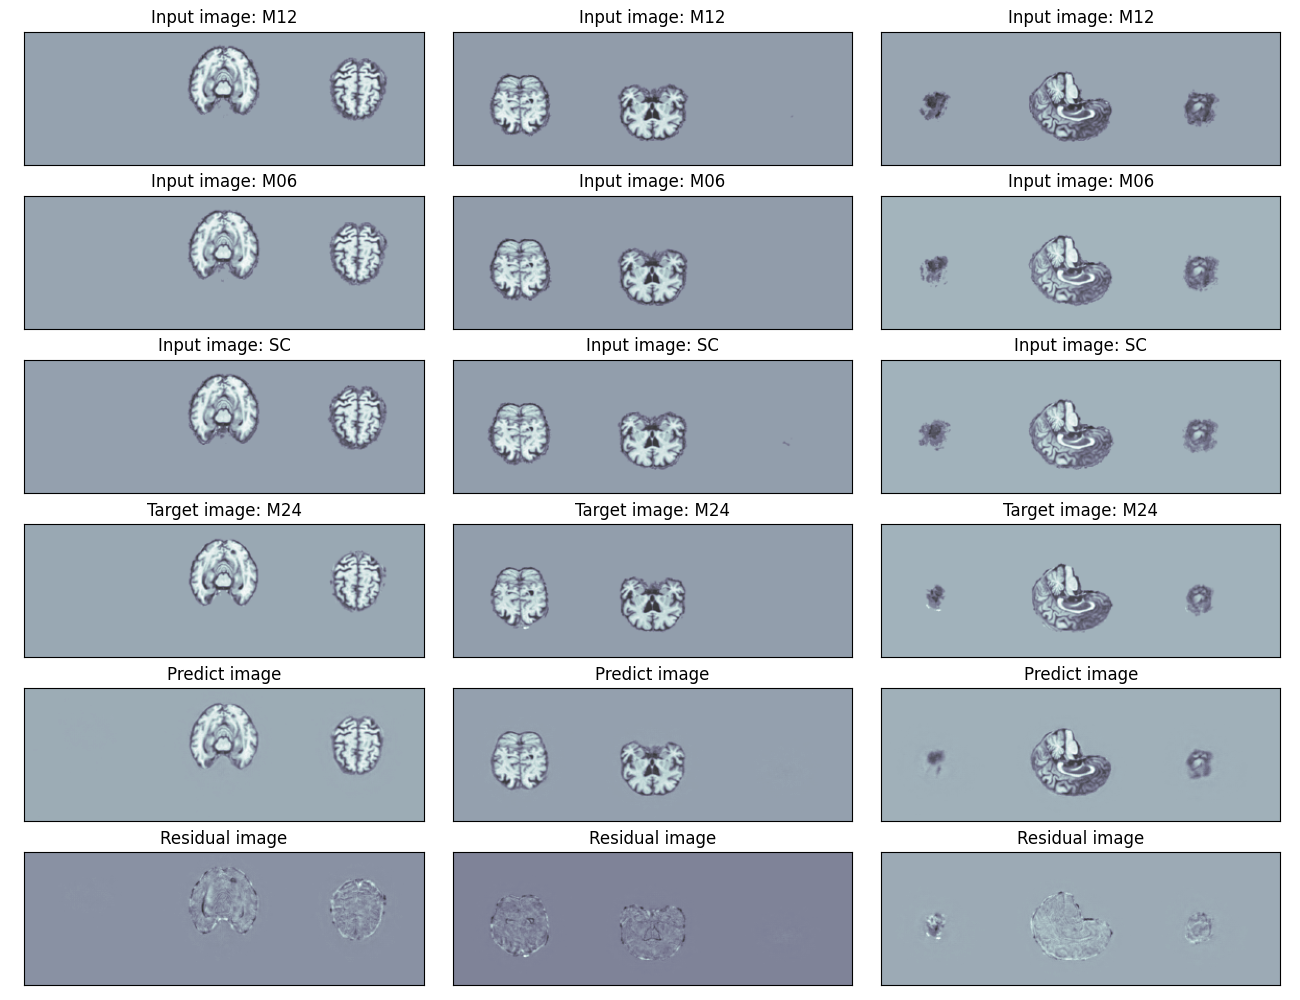 Input image: M12 Input image: M12 Input image: M12
Input image: M06 Input image: M06 Input image: M06
Input image: SC Input image: SC Input image: SC
Target image: M24 Target image: M24 Target image: M24
Predict image Predict image Predict image
Residual image Residual image Residual image